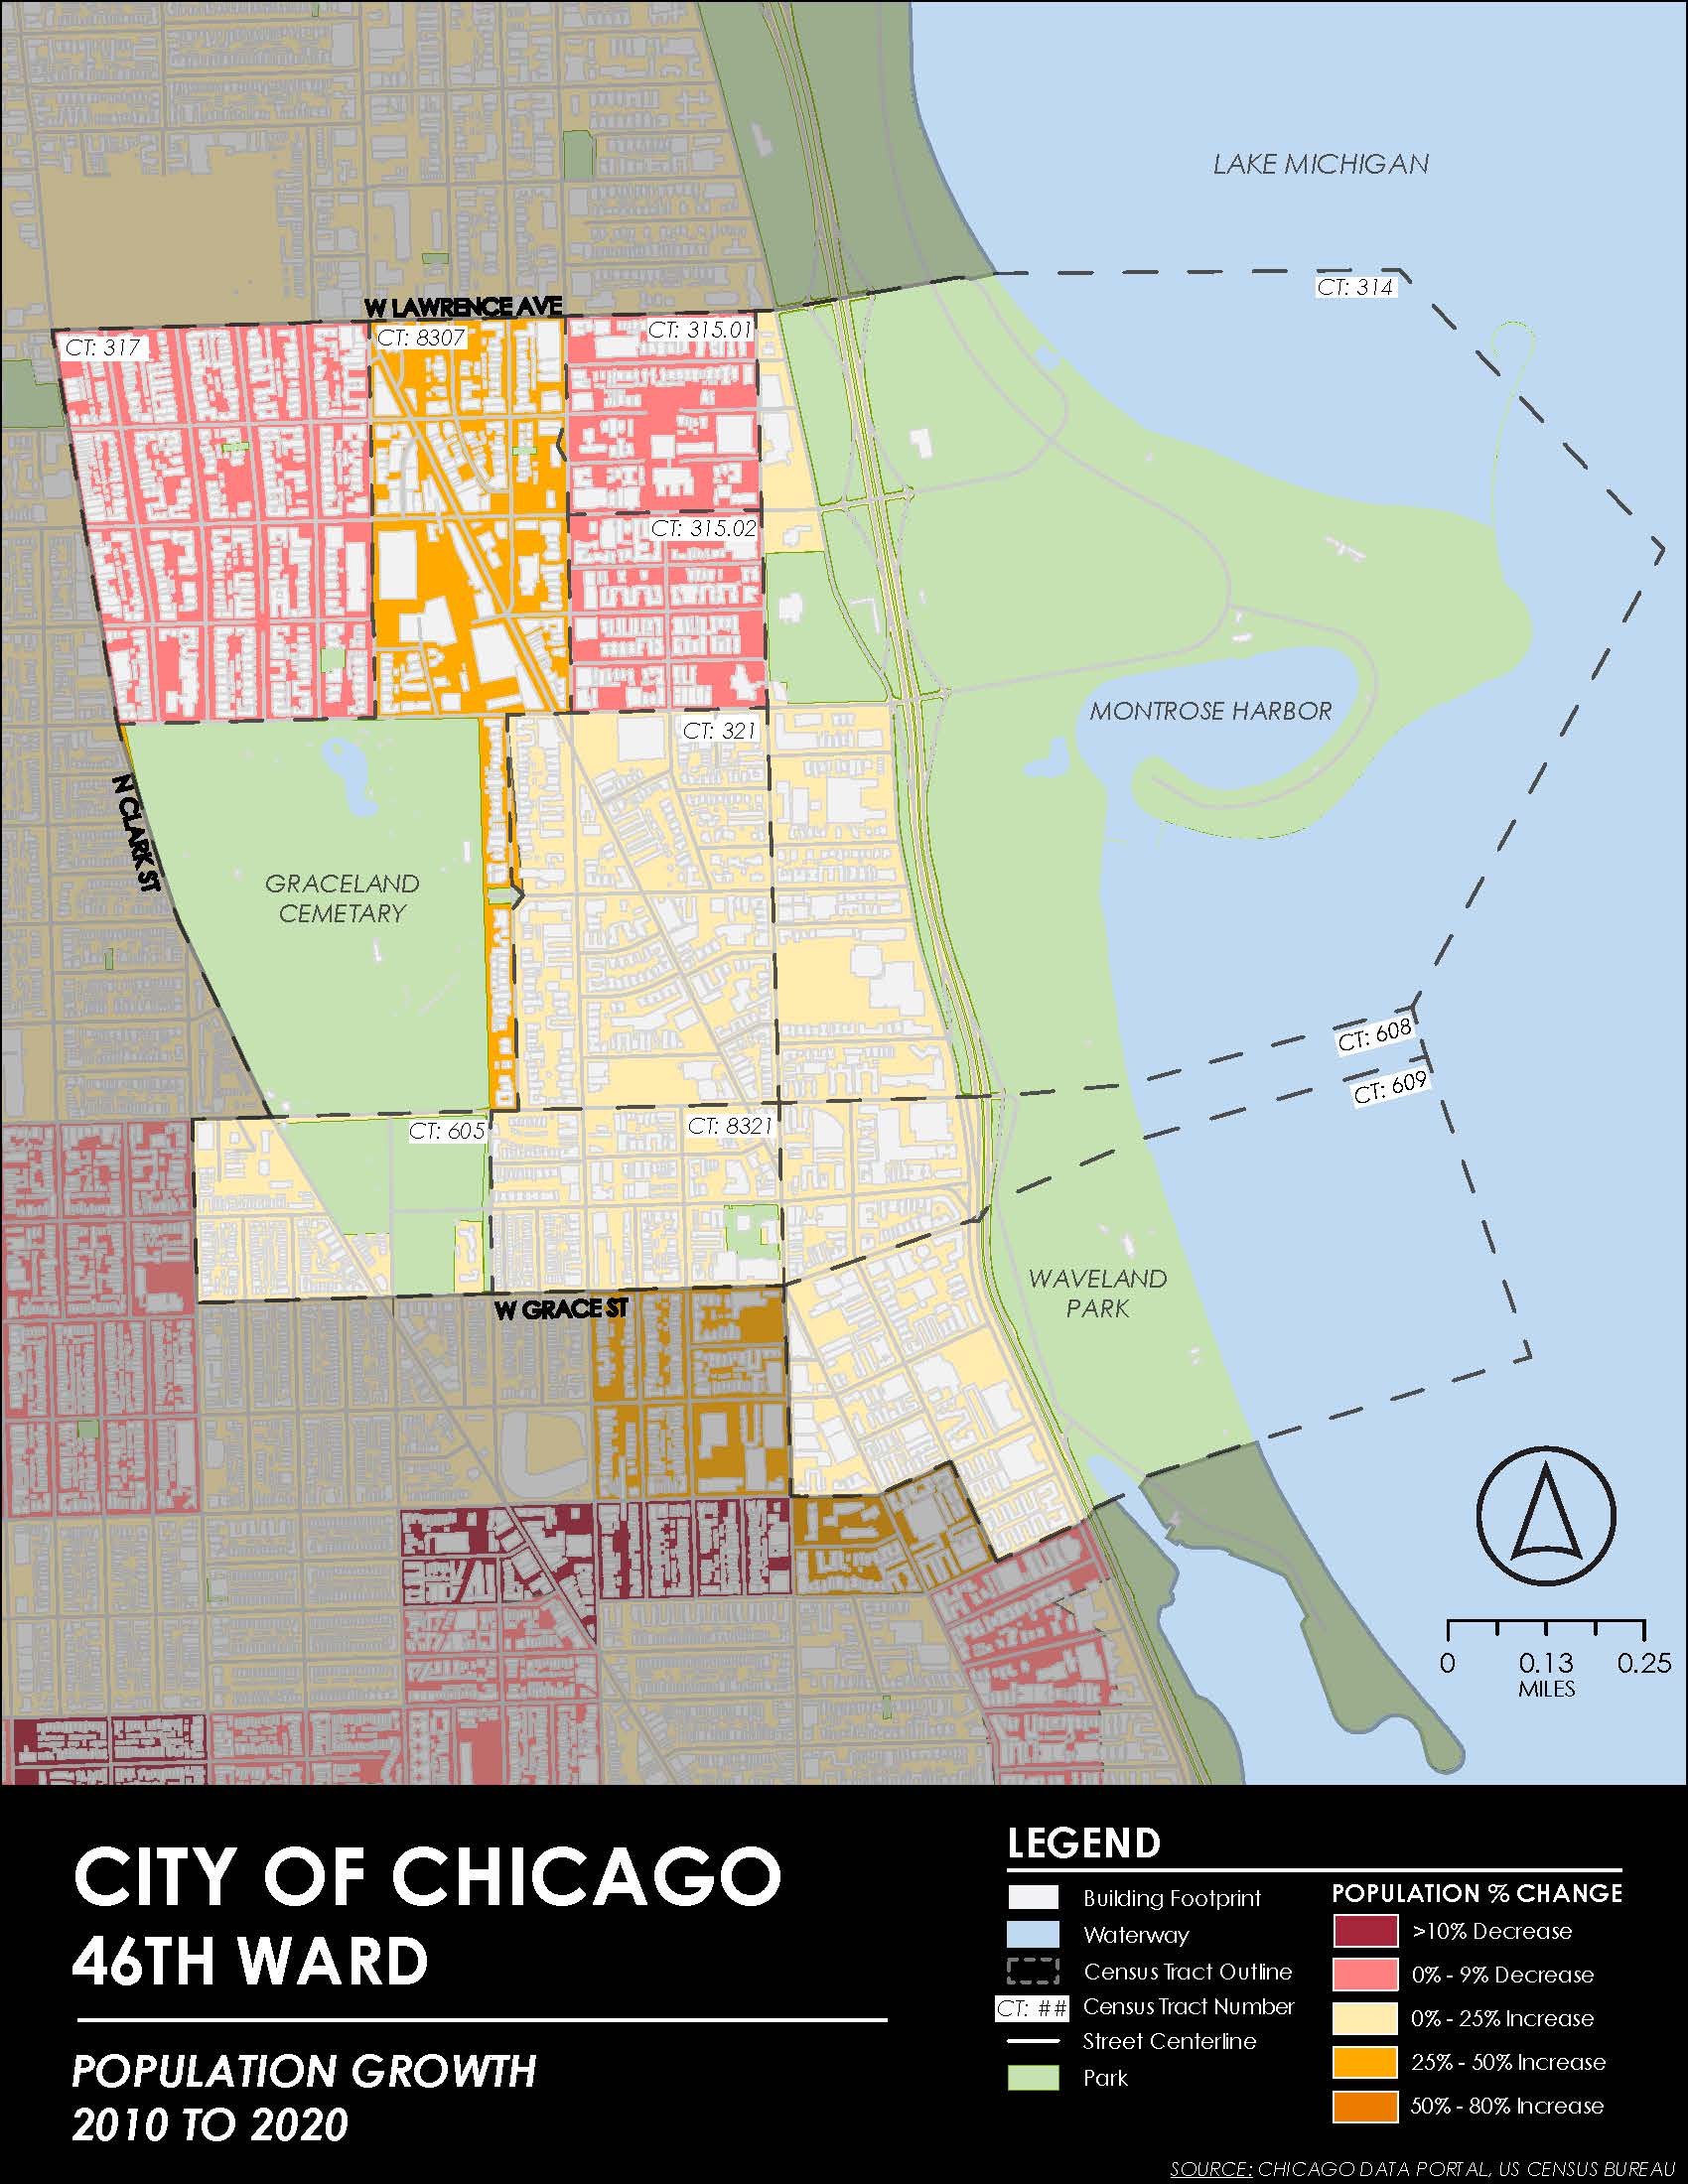 LAKE MICHIGAN
CT: 314
W LAWRENCE AVE
CT: 317
CT: 8307
CT: 315.01
CT: 315.02
MONTROSE HARBOR
CT: 321
N CLARK ST
GRACELAND
CEMETARY
CT: 608
CT: 609
CT: 605
CT: 8321
WAVELAND
PARK
W GRACE ST
0 0.13 0.25
MILES
CITY OF CHICAGO
46TH WARD
POPULATION GROWTH
2010 TO 2020
LEGEND
Building Footprint
Waterway
Census Tract Outline
CT: ## Census Tract Number
Street Centerline
Park
POPULATION % CHANGE
>10% Decrease
0% - 9% Decrease
0% - 25% Increase
25% - 50% Increase
50% - 80% Increase
SOURCE: CHICAGO DATA PORTAL, US CENSUS BUREAU